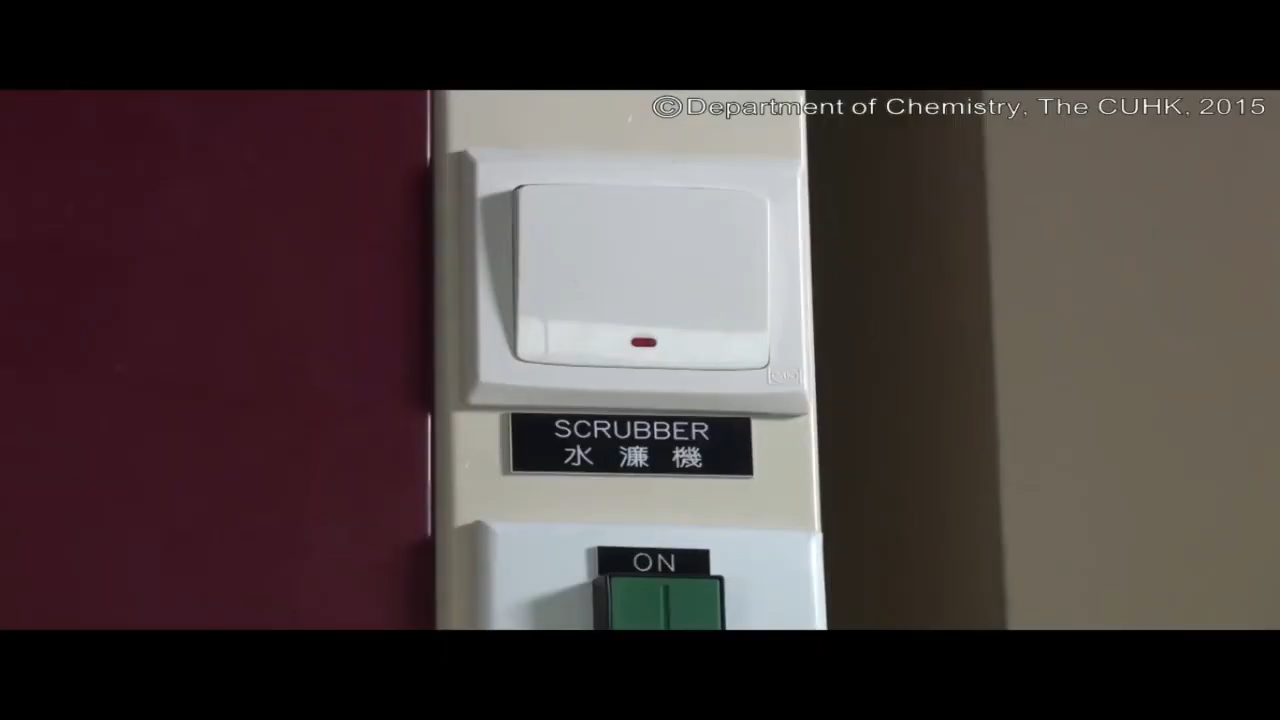 ©Department of Chemistry, The CUHK, 2015
SCRUBBER
水濂機
ON